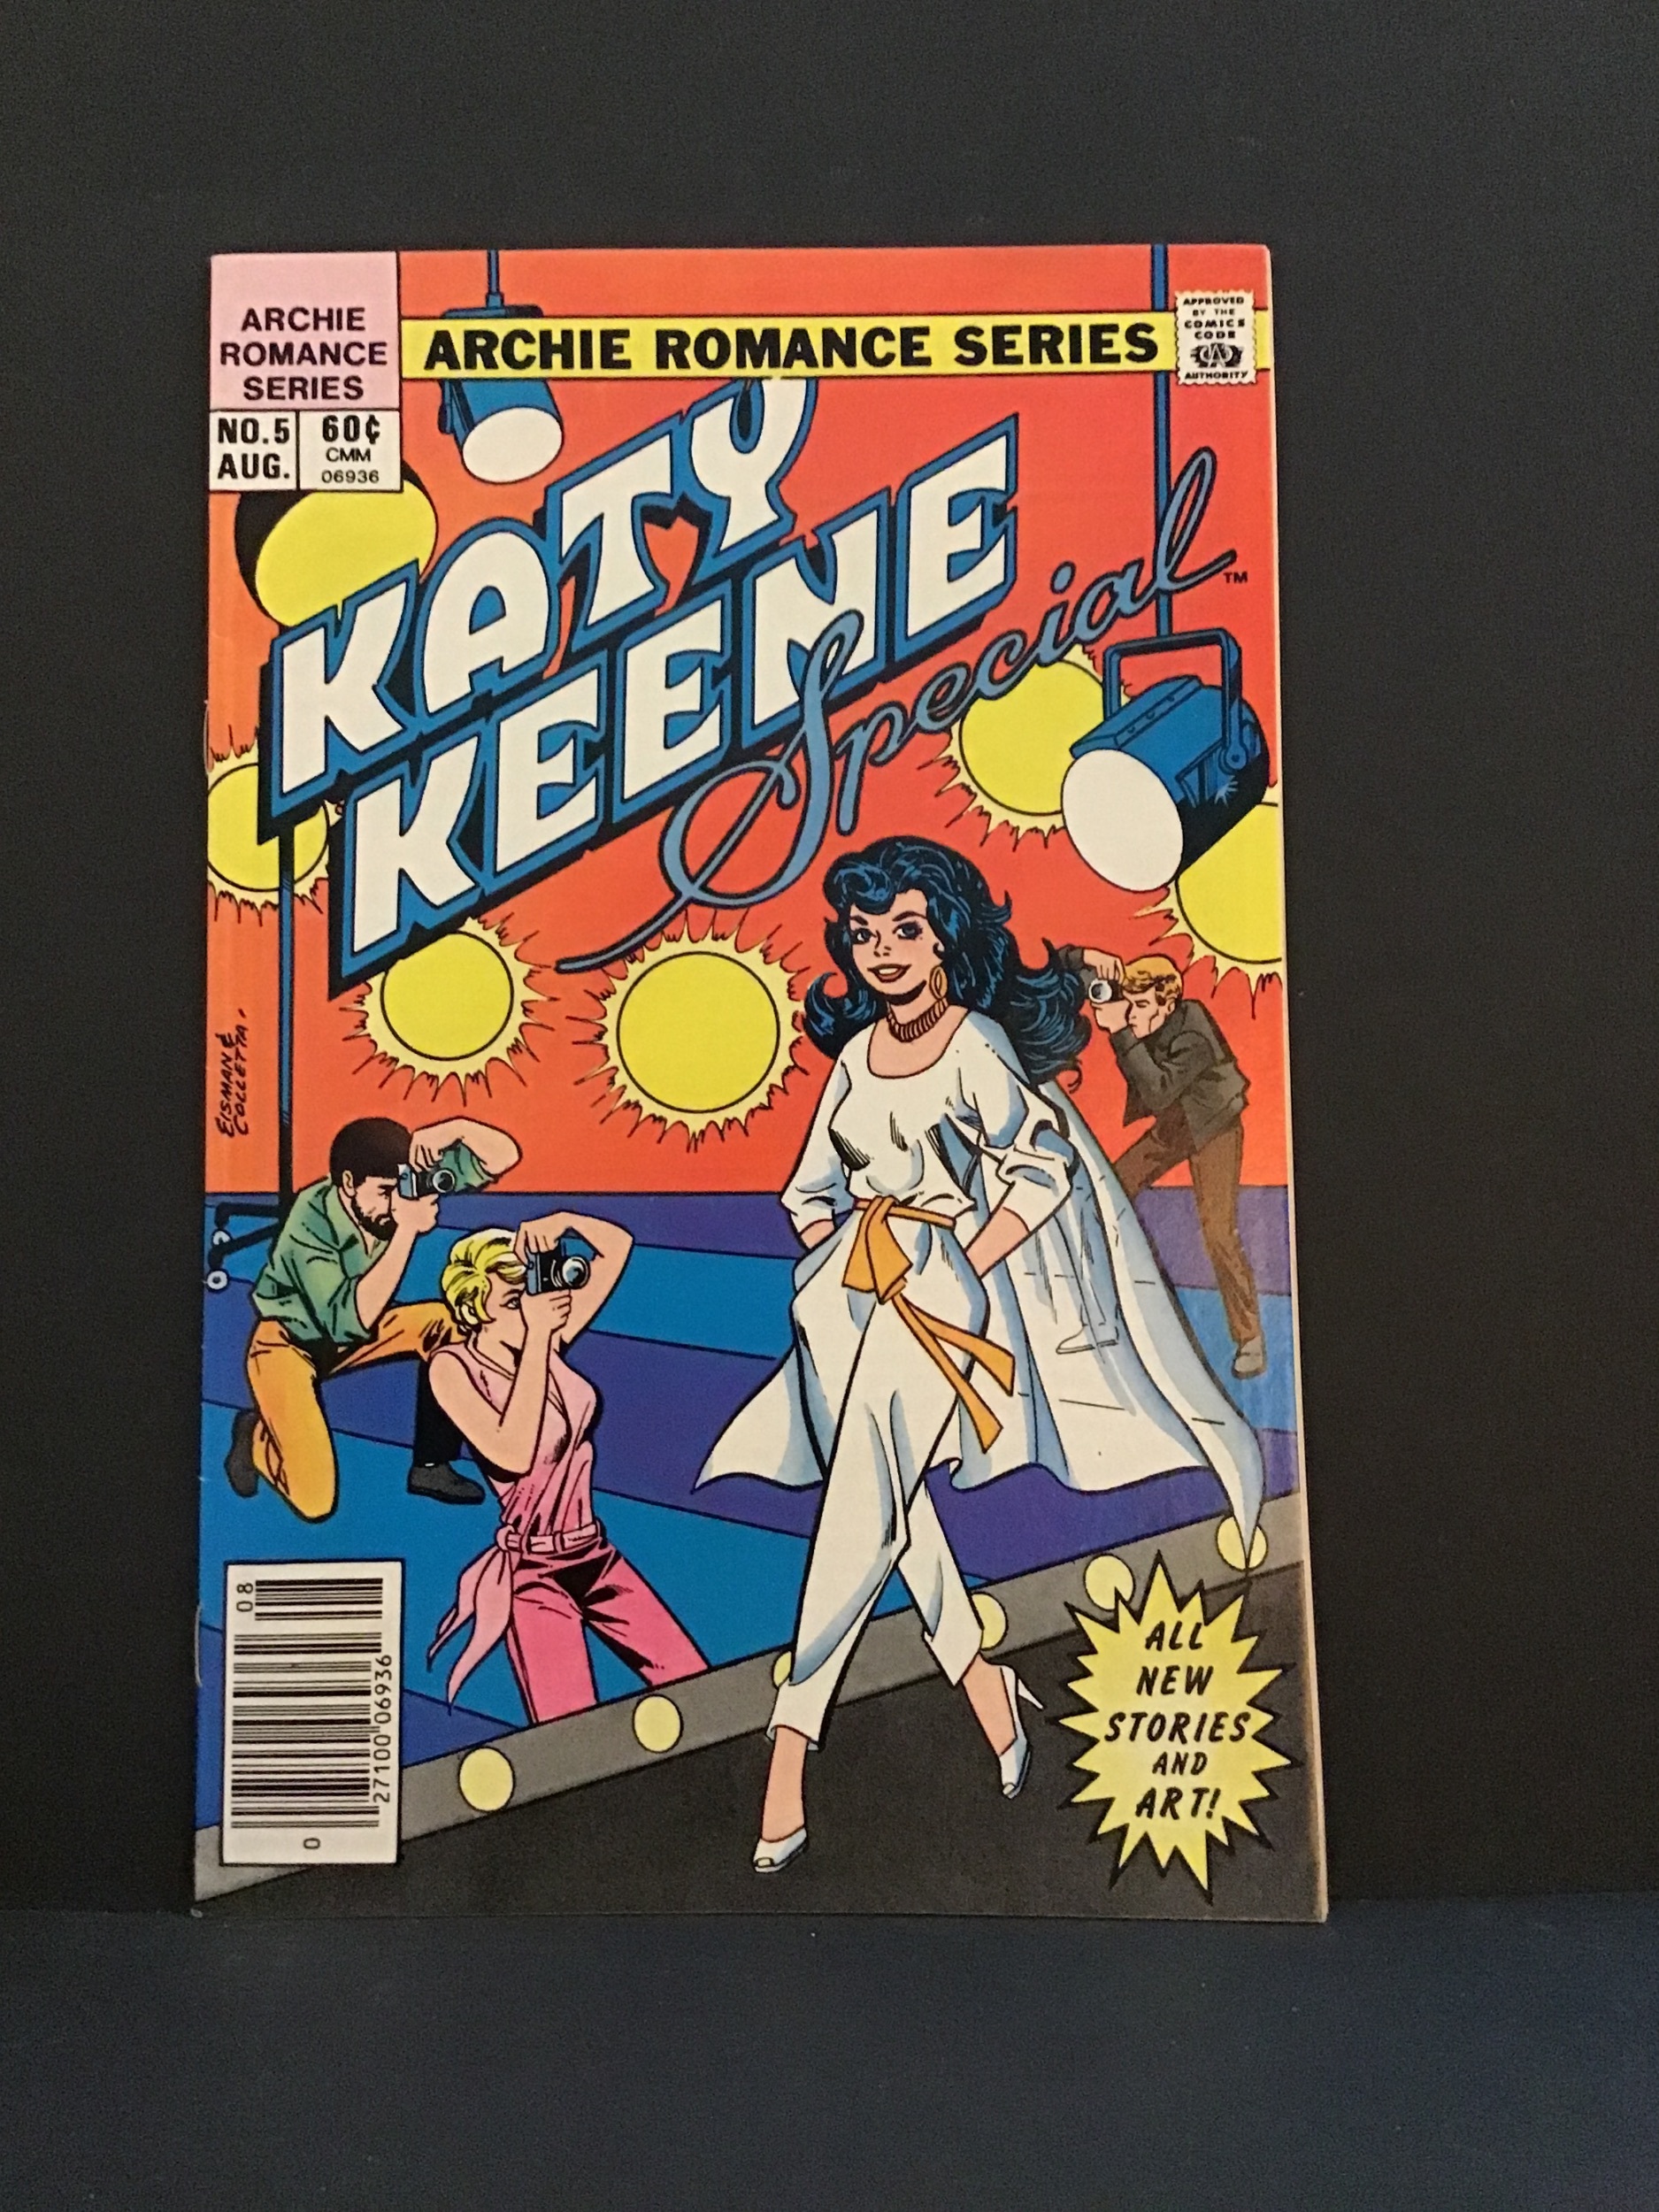 ARCHIE
ROMANCE
SERIES
NO.5
AUG.
60¢
CMM
06936
ARCHIE ROMANCE SERIES
APPROVED
BY THE
COMICS
CODE
CA
AUTHORITY
KATY
KEENE
Special
TM
EISMAN &
COLLETTA
08
27100 06936
0
ALL
NEW
STORIES
AND
ART!